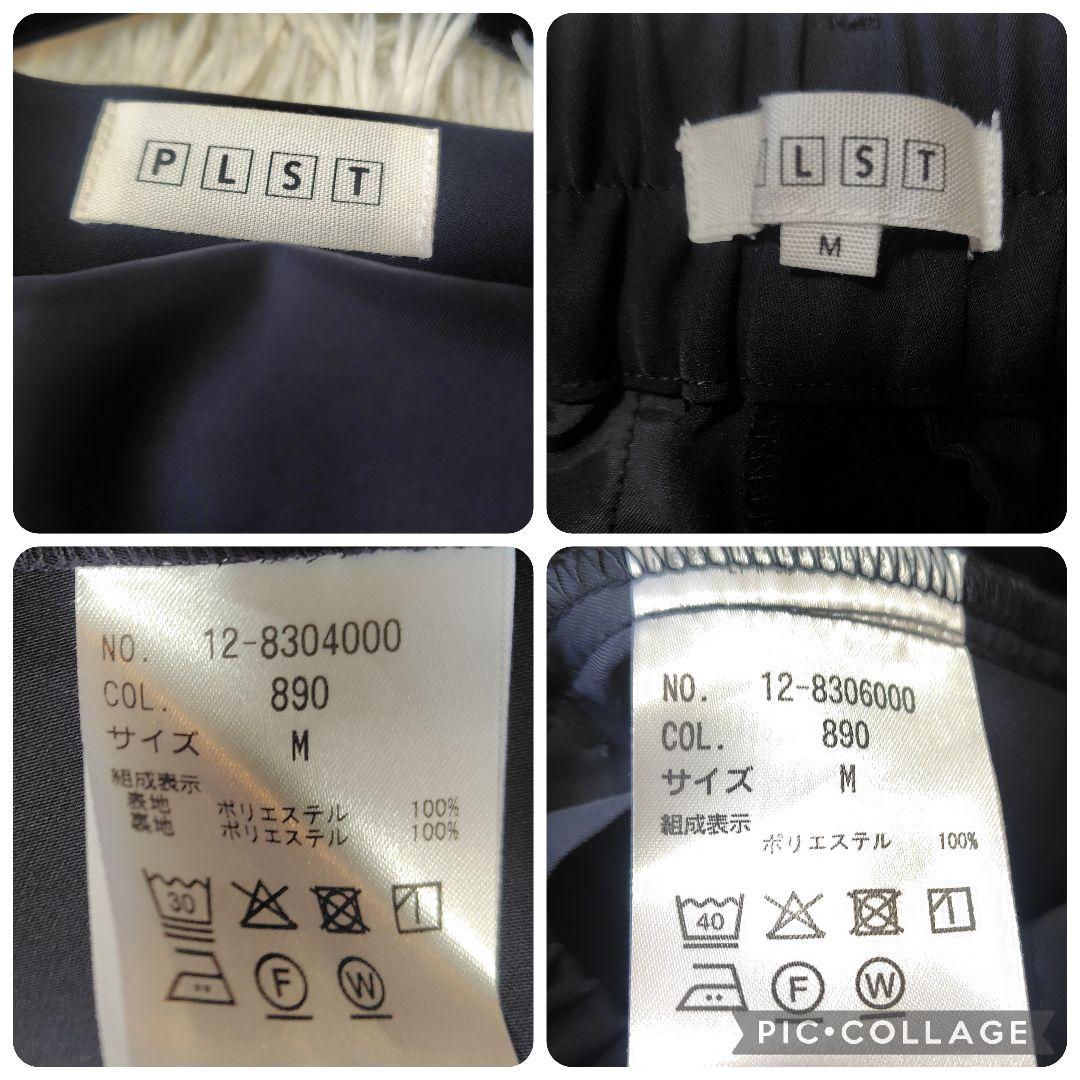 PLST
LST
M
NO. 12-8304000
COL. 890
サイズ M
組成表示
表地 ポリエステル 100%
裏地 ポリエステル 100%
30
F W
NO. 12-8306000
COL. 890
サイズ M
組成表示
ポリエステル 100%
40
F W
PIC•COLLAGE